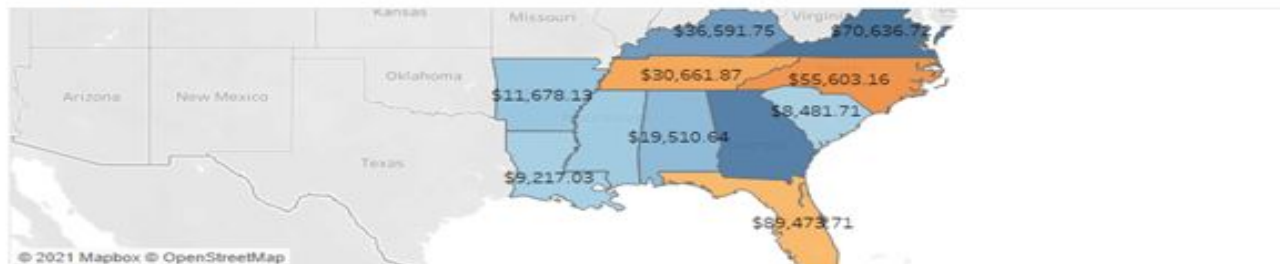 Kansas
Missouri
Virginia
$36,591.75
$70,636.72
Oklahoma
$30,661.87
$55,603.16
Arizona
New Mexico
$11,678.13
$8,481.71
$19,510.64
Texas
$9,217.03
$89,473.71
© 2021 Mapbox © OpenStreetMap